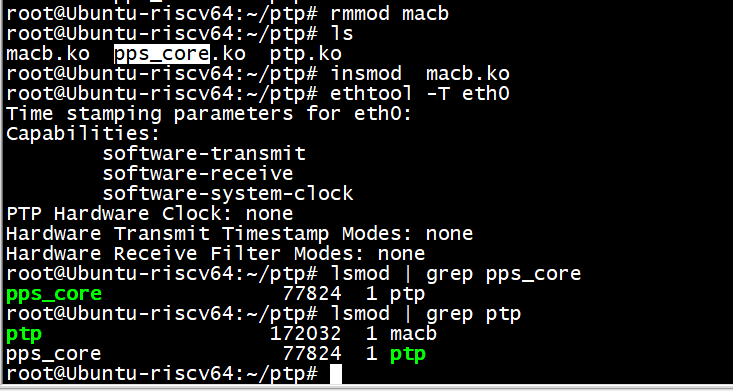 root@Ubuntu-riscv64:~/ptp# rmmod macb
root@Ubuntu-riscv64:~/ptp# ls
macb.ko  pps_core.ko  ptp.ko
root@Ubuntu-riscv64:~/ptp# insmod  macb.ko
root@Ubuntu-riscv64:~/ptp# ethtool -T eth0
Time stamping parameters for eth0:
Capabilities:
        software-transmit
        software-receive
        software-system-clock
PTP Hardware Clock: none
Hardware Transmit Timestamp Modes: none
Hardware Receive Filter Modes: none
root@Ubuntu-riscv64:~/ptp# lsmod | grep pps_core
pps_core               77824  1 ptp
root@Ubuntu-riscv64:~/ptp# lsmod | grep ptp
ptp                   172032  1 macb
pps_core               77824  1 ptp
root@Ubuntu-riscv64:~/ptp#